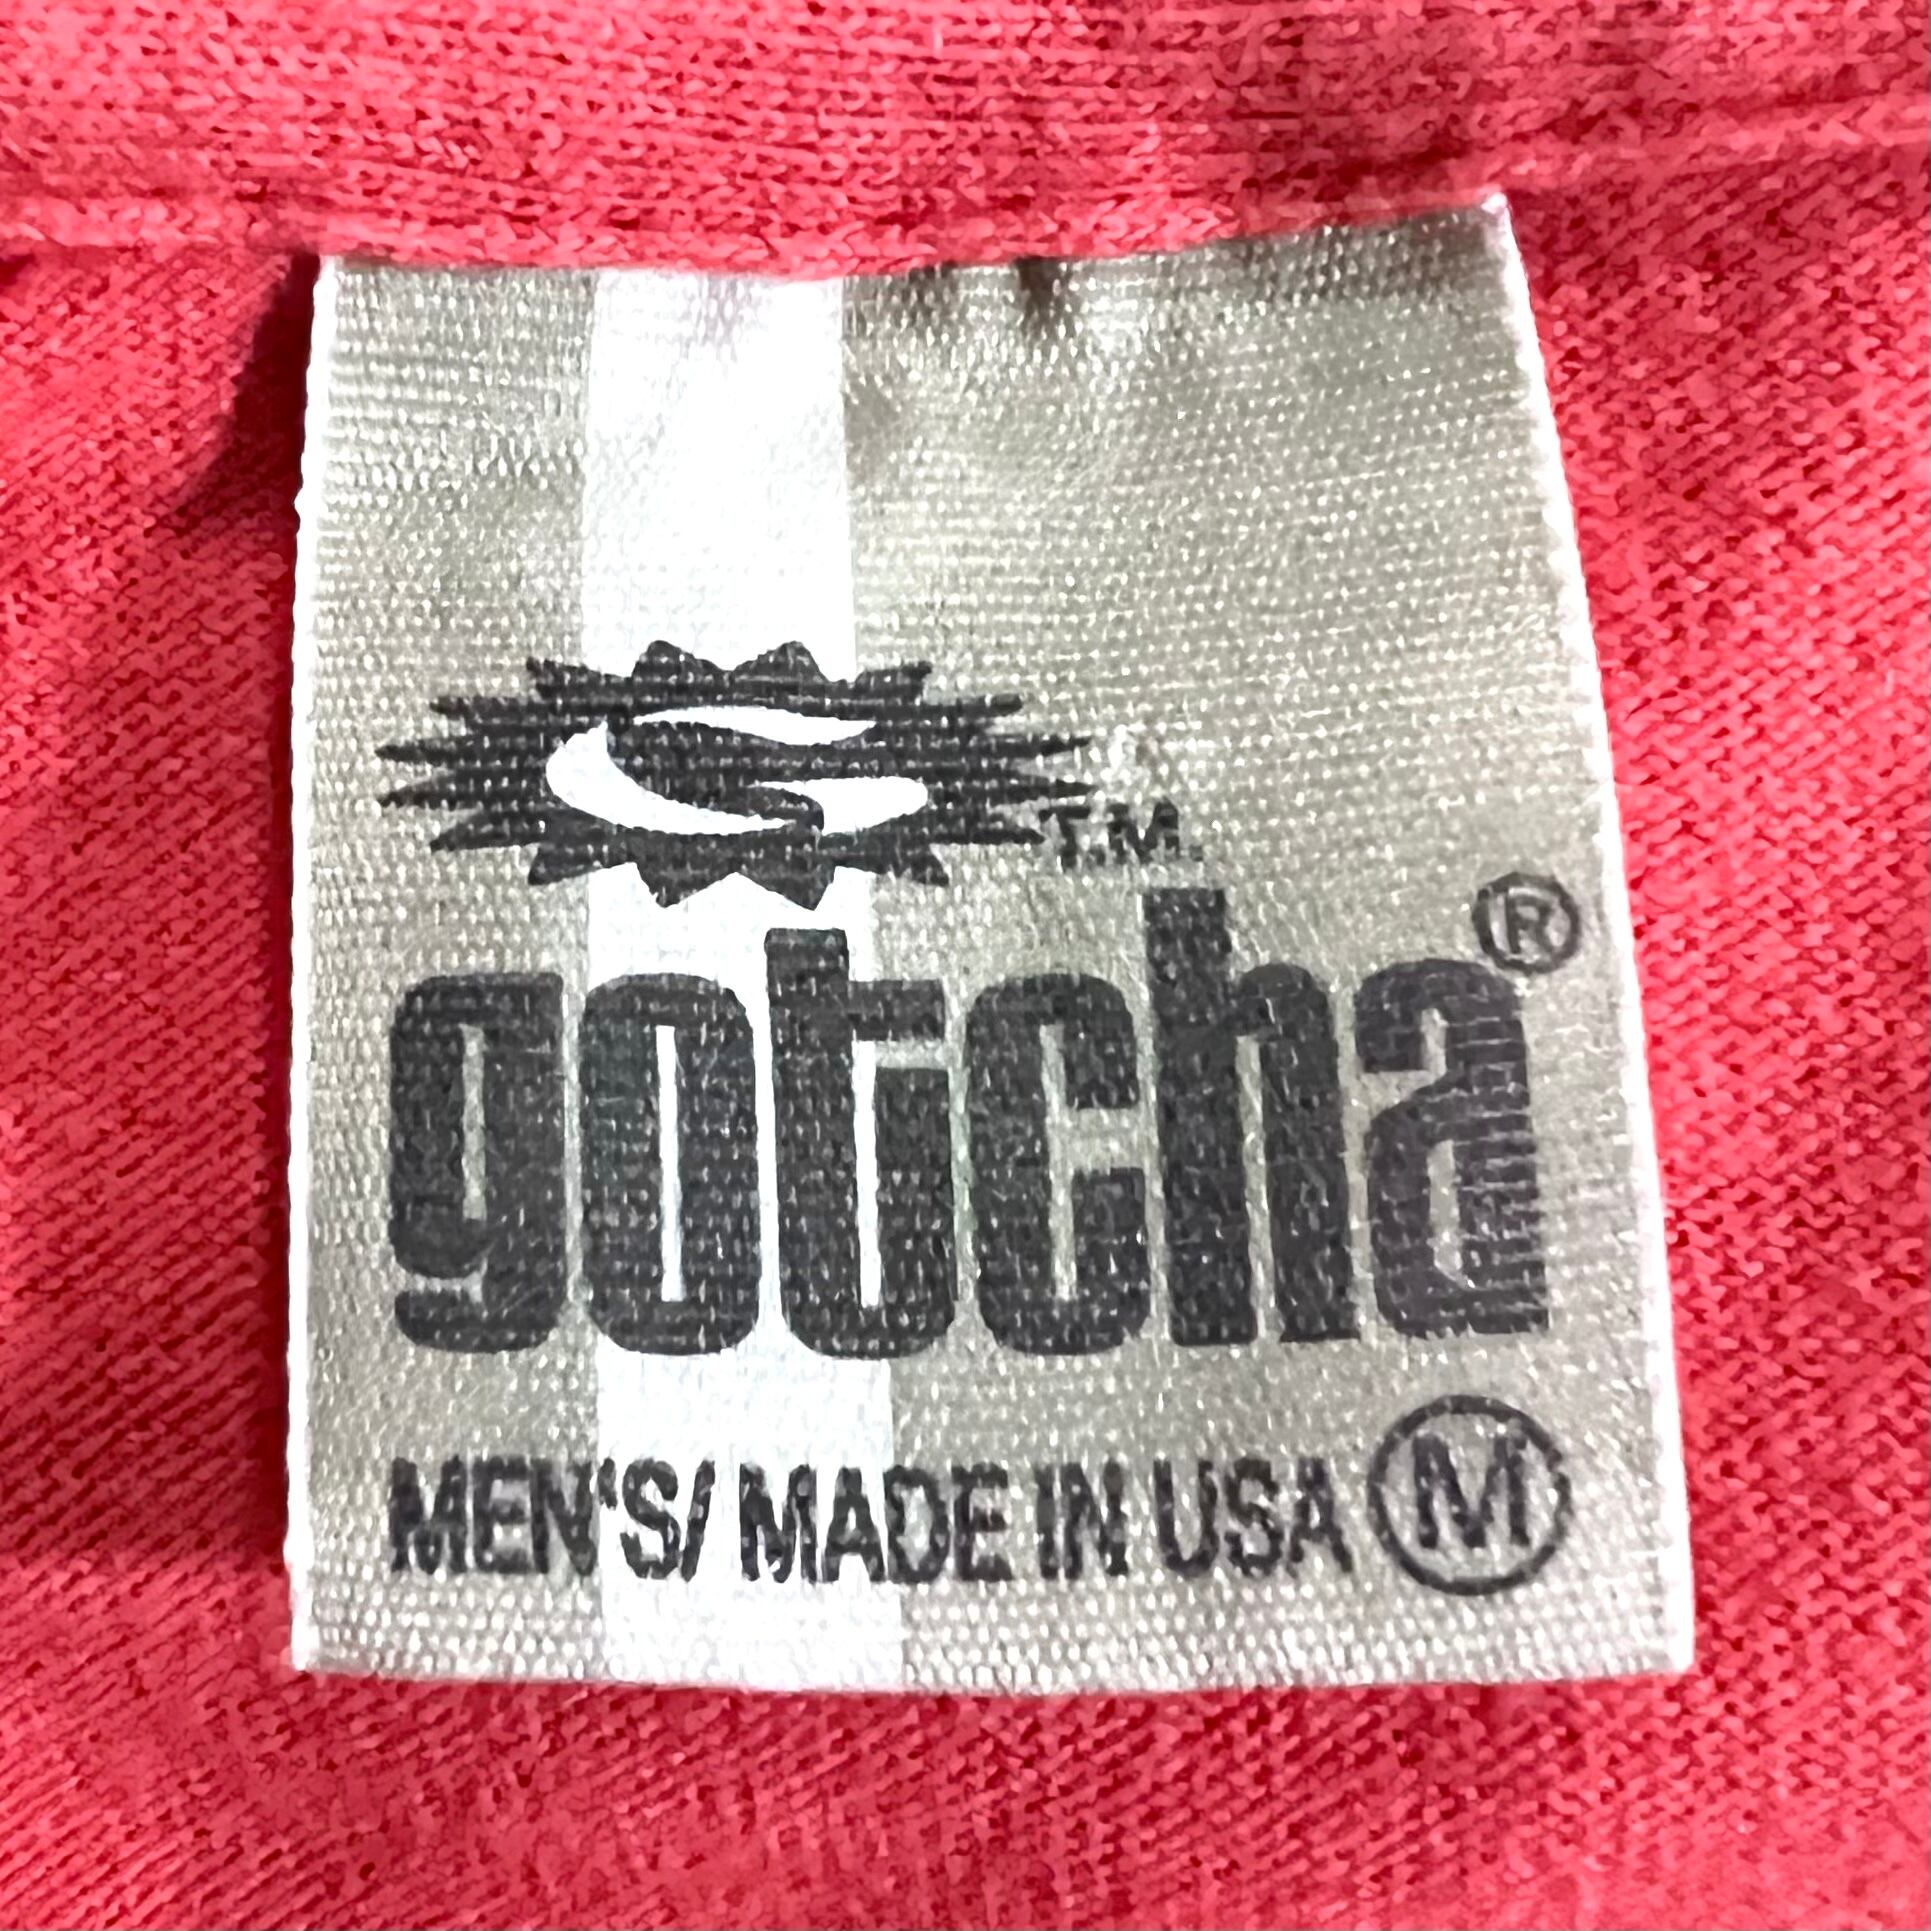 T.M.
gotcha®
MEN'S/ MADE IN USA Ⓜ